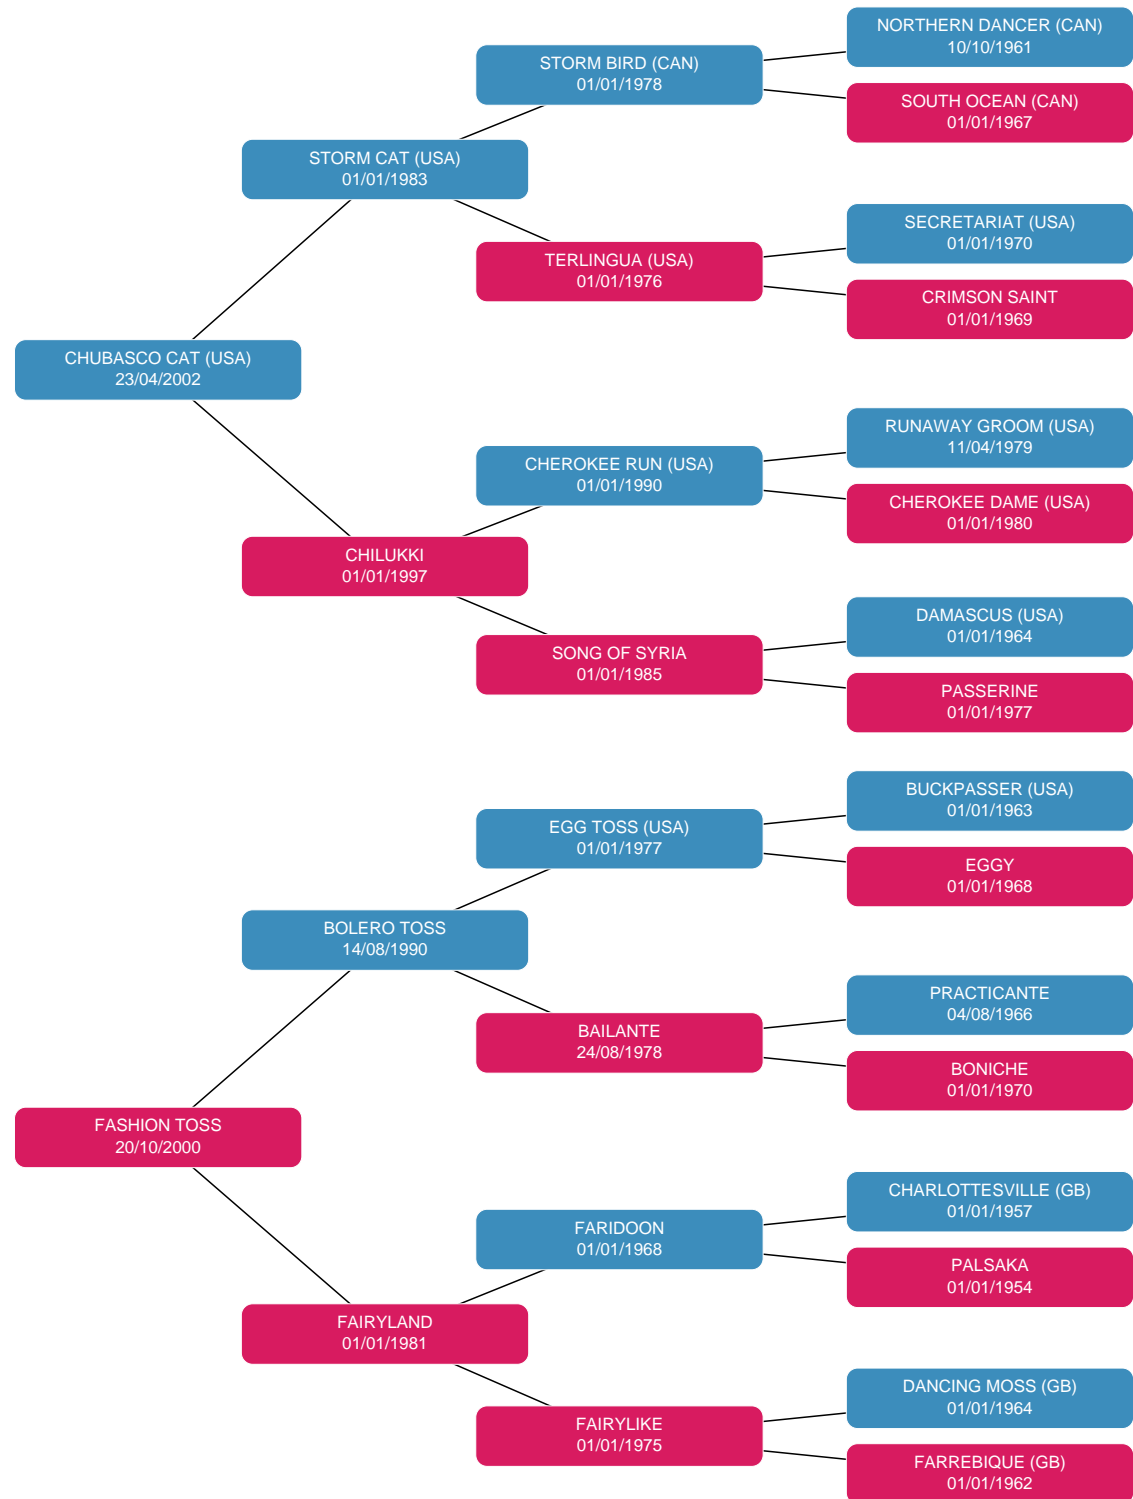 NORTHERN DANCER (CAN)
10/10/1961
STORM BIRD (CAN)
01/01/1978
SOUTH OCEAN (CAN)
01/01/1967
STORM CAT (USA)
01/01/1983
SECRETARIAT (USA)
01/01/1970
TERLINGUA (USA)
01/01/1976
CRIMSON SAINT
01/01/1969
CHUBASCO CAT (USA)
23/04/2002
RUNAWAY GROOM (USA)
11/04/1979
CHEROKEE RUN (USA)
01/01/1990
CHEROKEE DAME (USA)
01/01/1980
CHILUKKI
01/01/1997
DAMASCUS (USA)
01/01/1964
SONG OF SYRIA
01/01/1985
PASSERINE
01/01/1977
BUCKPASSER (USA)
01/01/1963
EGG TOSS (USA)
01/01/1977
EGGY
01/01/1968
BOLERO TOSS
14/08/1990
PRACTICANTE
04/08/1966
BAILANTE
24/08/1978
BONICHE
01/01/1970
FASHION TOSS
20/10/2000
CHARLOTTESVILLE (GB)
01/01/1957
FARIDOON
01/01/1968
PALSAKA
01/01/1954
FAIRYLAND
01/01/1981
DANCING MOSS (GB)
01/01/1964
FAIRYLIKE
01/01/1975
FARREBIQUE (GB)
01/01/1962